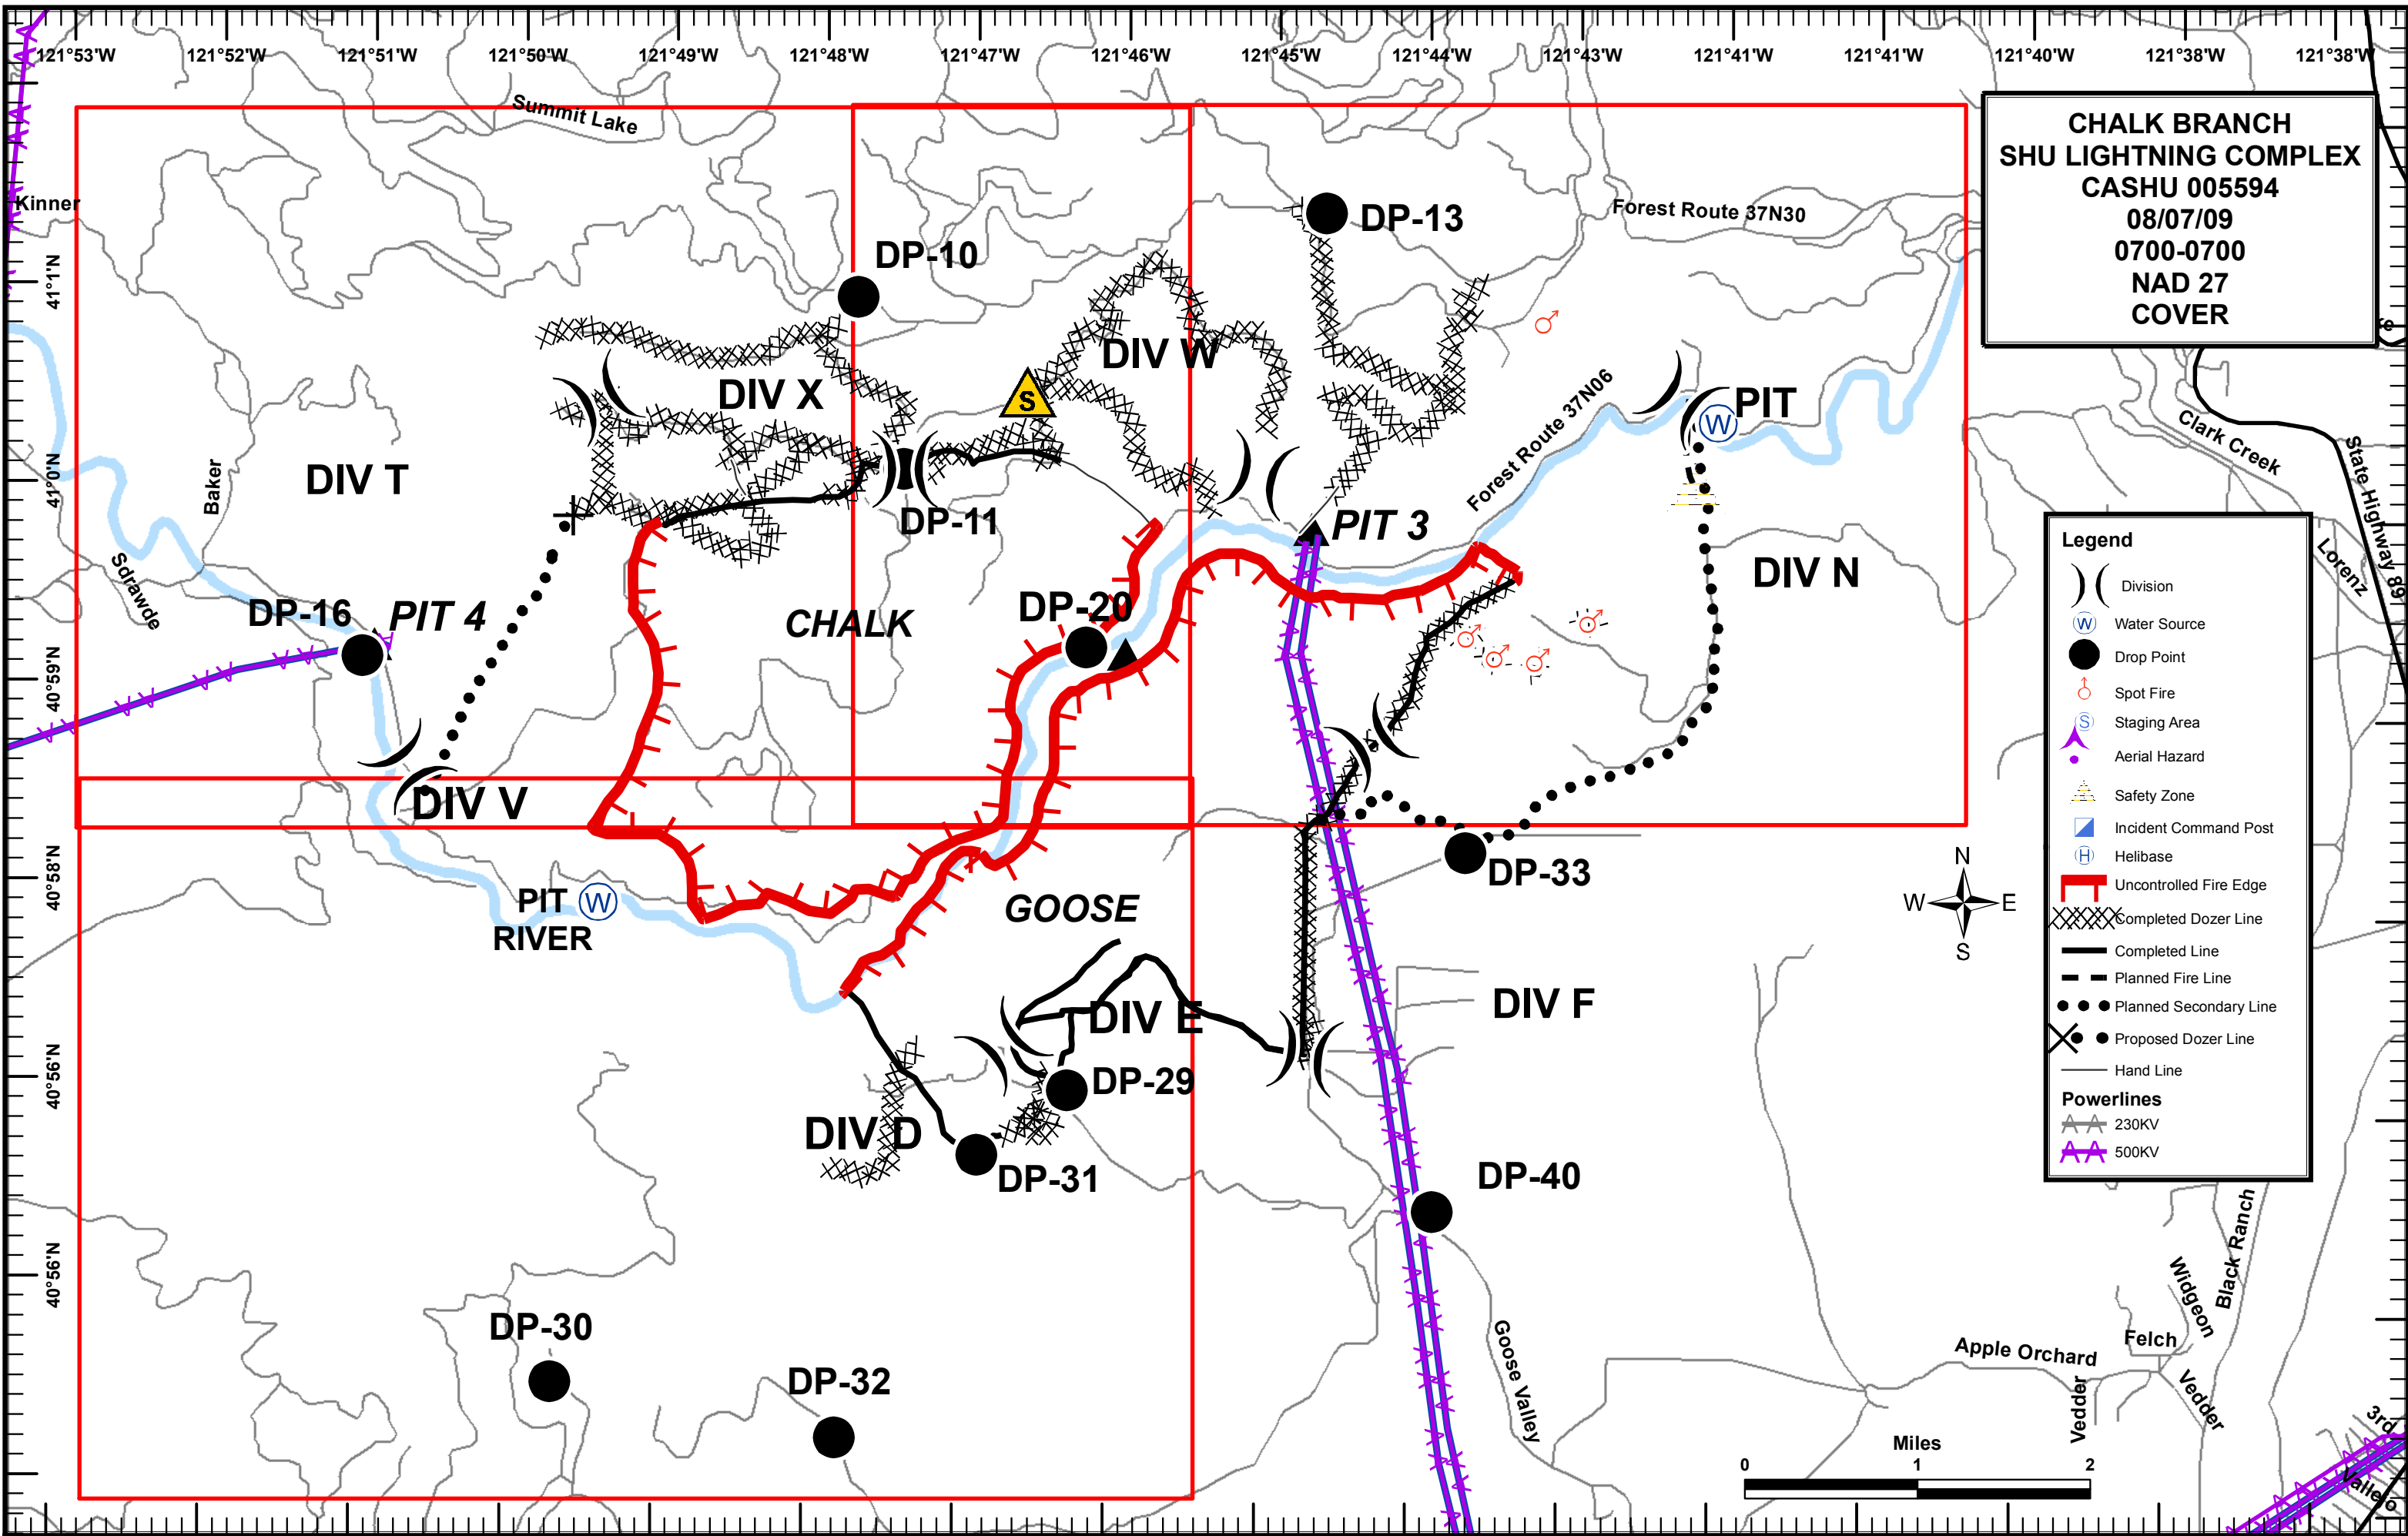 121°53'W
121°52'W
121°51'W
121°50'W
121°49'W
121°48'W
121°47'W
121°46'W
121°45'W
121°44'W
121°43'W
121°41'W
121°41'W
121°40'W
121°38'W
121°38'W
CHALK BRANCH
SHU LIGHTNING COMPLEX
CASHU 005594
08/07/09
0700-0700
NAD 27
COVER
Summit Lake
Kinner
DP-13
Forest Route 37N30
DP-10
41°1'N
DIV W
DIV X
S
Forest Route 37N06
W
PIT
Clark Creek
State Highway 89
DIV T
Baker
41°0'N
DP-11
PIT 3
DIV N
Lorenz
Sdrawde
DP-16
PIT 4
CHALK
DP-20
40°59'N
DIV V
40°58'N
PIT
RIVER
W
GOOSE
DP-33
DIV E
DIV F
DP-29
40°56'N
DIV D
DP-31
DP-40
40°56'N
DP-30
DP-32
Goose Valley
Black Ranch
Widgeon
Felch
Apple Orchard
Vedder
Vedder
3rd
Vallejo
N
W
E
S
Legend
Division
W
Water Source
Drop Point
Spot Fire
S
Staging Area
Aerial Hazard
Safety Zone
Incident Command Post
H
Helibase
Uncontrolled Fire Edge
Completed Dozer Line
Completed Line
Planned Fire Line
Planned Secondary Line
Proposed Dozer Line
Hand Line
Powerlines
230KV
500KV
Miles
0
1
2